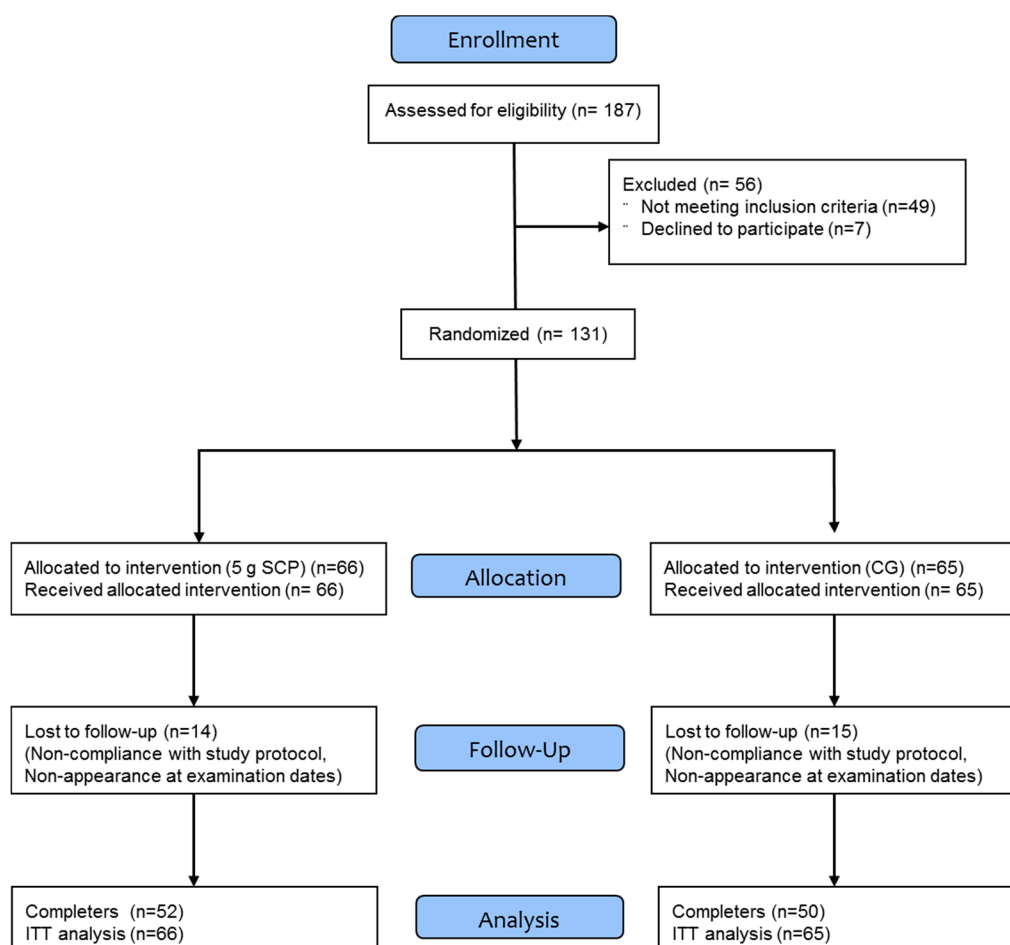 Enrollment
Assessed for eligibility (n= 187)
Excluded (n= 56)
¨ Not meeting inclusion criteria (n=49)
¨ Declined to participate (n=7)
Randomized (n= 131)
Allocated to intervention (5 g SCP) (n=66)
Received allocated intervention (n= 66)
Allocation
Allocated to intervention (CG) (n=65)
Received allocated intervention (n= 65)
Lost to follow-up (n=14)
(Non-compliance with study protocol,
Non-appearance at examination dates)
Follow-Up
Lost to follow-up (n=15)
(Non-compliance with study protocol,
Non-appearance at examination dates)
Completers (n=52)
ITT analysis (n=66)
Analysis
Completers (n=50)
ITT analysis (n=65)